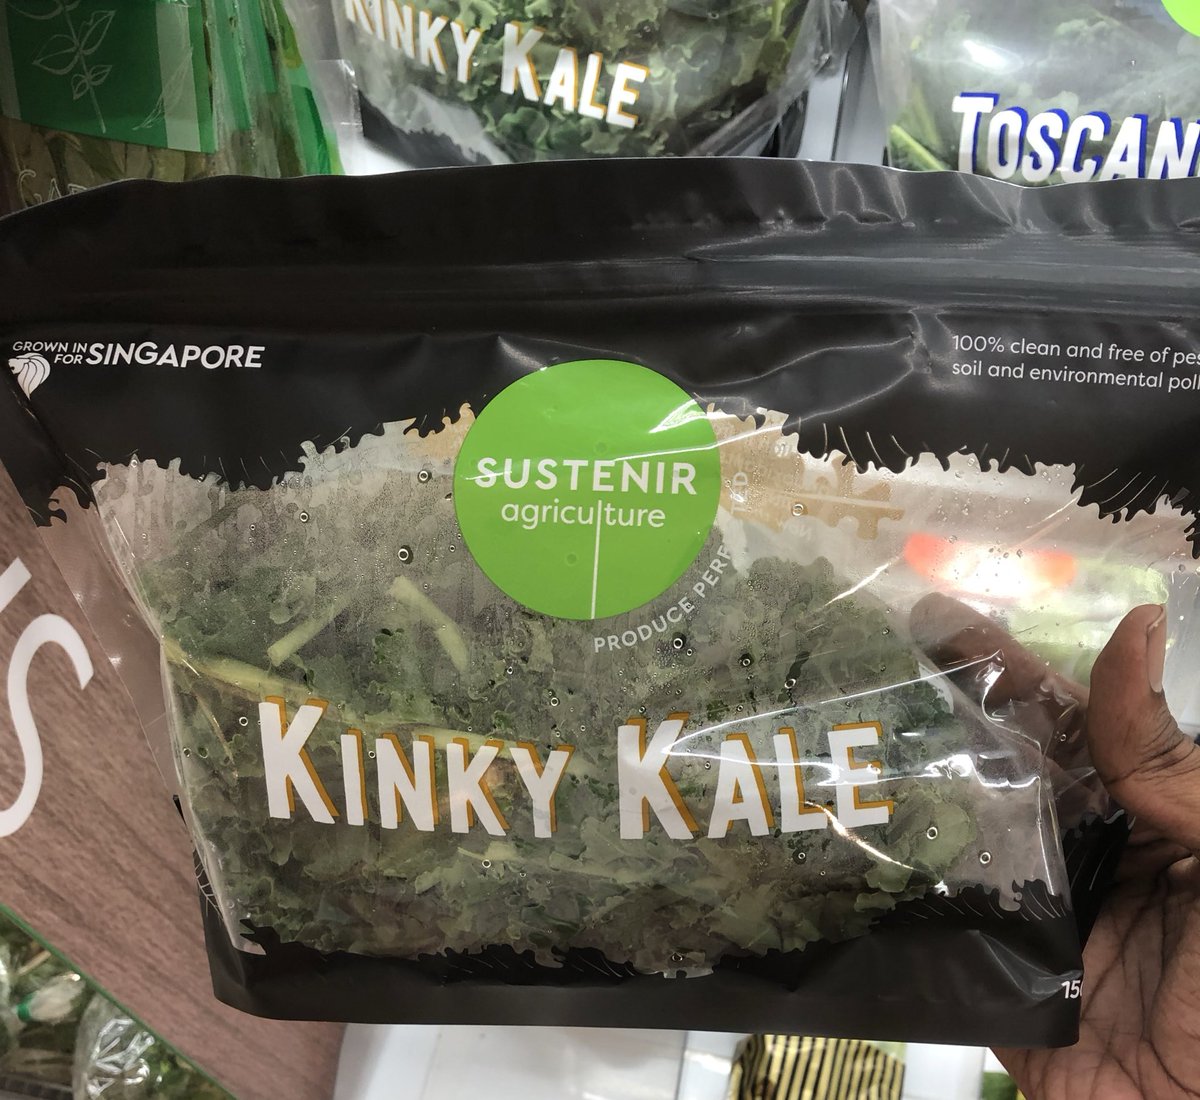 KINKY KALE
TOSCAN
GROWN IN
FOR SINGAPORE
100% clean and free of pes
soil and environmental poll
SUSTENIR
agriculture
PRODUCE PERF
KINKY KALE